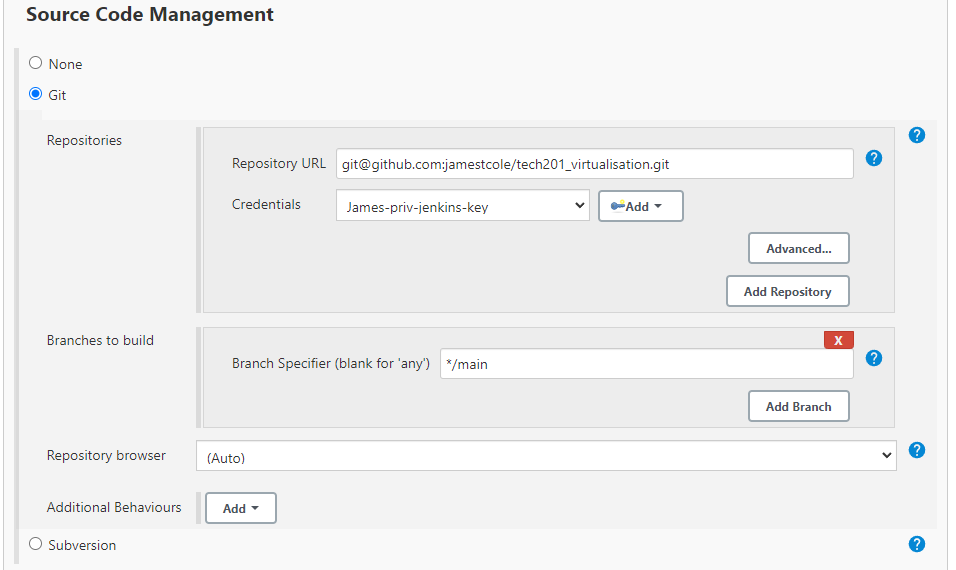 Source Code Management
None
Git
Repositories
?
Repository URL git@github.com:jamestcole/tech201_virtualisation.git ?
Credentials James-priv-jenkins-key Add
Advanced...
Add Repository
Branches to build
X
Branch Specifier (blank for 'any') */main ?
Add Branch
Repository browser (Auto) ?
Additional Behaviours Add
Subversion ?